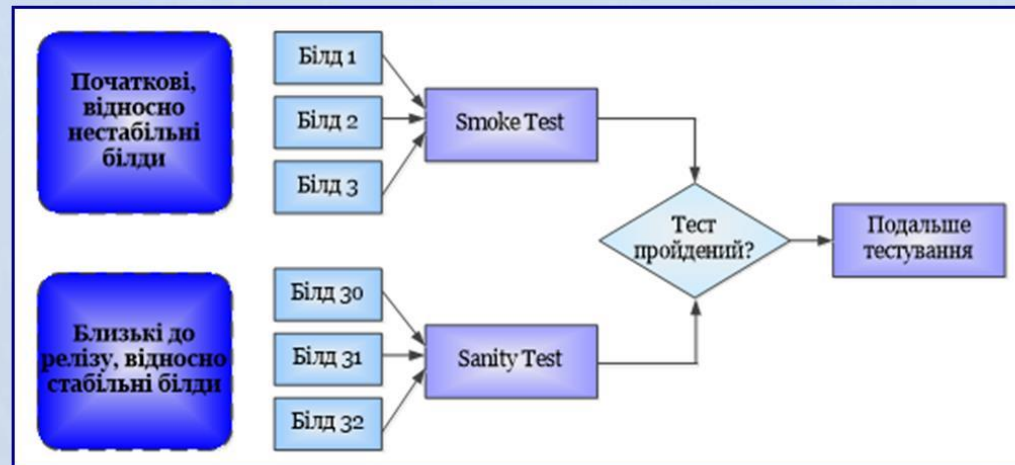 Початкові,
відносно
нестабільні
білди
Білд 1
Білд 2
Білд 3
Smoke Test
Тест
пройдений?
Подальше
тестування
Близькі до
релізу, відносно
стабільні білди
Білд 30
Білд 31
Білд 32
Sanity Test